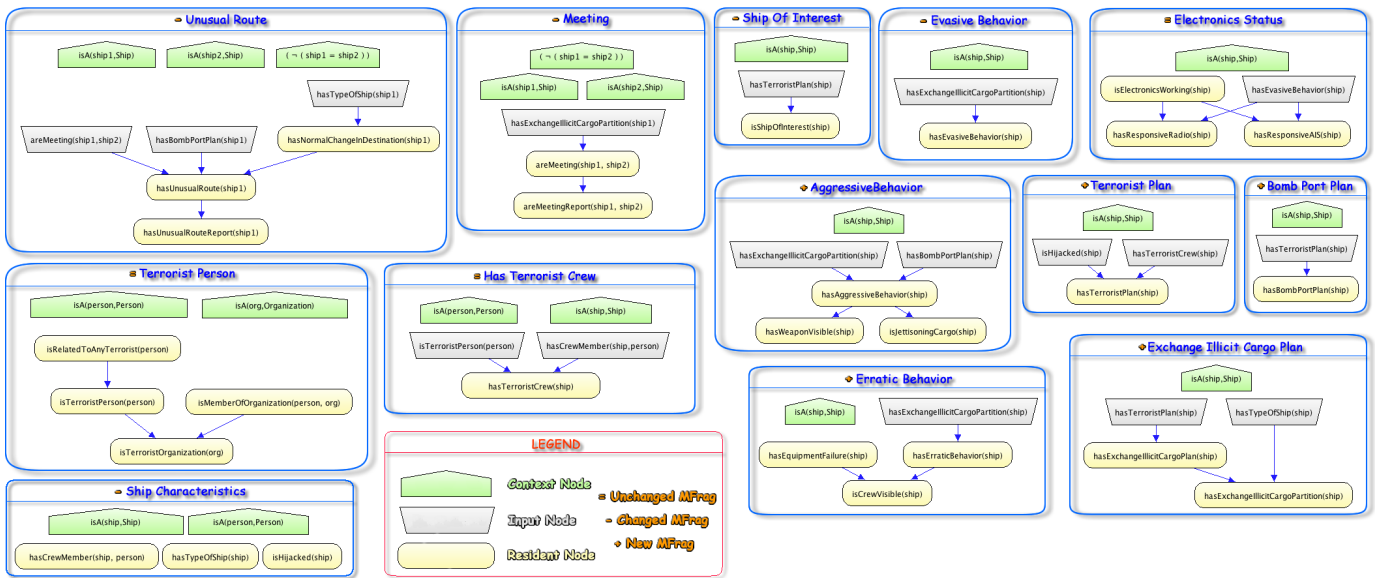 Unusual Route
isA(ship1,Ship)
isA(ship2,Ship)
( ¬ ( ship1 = ship2 ) )
hasTypeOfShip(ship1)
areMeeting(ship1,ship2)
hasBombPortPlan(ship1)
hasNormalChangeInDestination(ship1)
hasUnusualRoute(ship1)
hasUnusualRouteReport(ship1)
Meeting
( ¬ ( ship1 = ship2 ) )
isA(ship1,Ship)
isA(ship2,Ship)
hasExchangeIllicitCargoPartition(ship1)
areMeeting(ship1, ship2)
areMeetingReport(ship1, ship2)
Ship Of Interest
isA(ship,Ship)
hasTerroristPlan(ship)
isShipOfInterest(ship)
Evasive Behavior
isA(ship,Ship)
hasExchangeIllicitCargoPartition(ship)
hasEvasiveBehavior(ship)
Electronics Status
isA(ship,Ship)
isElectronicsWorking(ship)
hasEvasiveBehavior(ship)
hasResponsiveRadio(ship)
hasResponsiveAIS(ship)
AggressiveBehavior
isA(ship,Ship)
hasExchangeIllicitCargoPartition(ship)
hasBombPortPlan(ship)
hasAggressiveBehavior(ship)
hasWeaponVisible(ship)
isJettisoningCargo(ship)
Terrorist Plan
isA(ship,Ship)
isHijacked(ship)
hasTerroristCrew(ship)
hasTerroristPlan(ship)
Bomb Port Plan
isA(ship,Ship)
hasTerroristPlan(ship)
hasBombPortPlan(ship)
Terrorist Person
isA(person,Person)
isA(org,Organization)
isRelatedToAnyTerrorist(person)
isTerroristPerson(person)
isMemberOfOrganization(person, org)
isTerroristOrganization(org)
Has Terrorist Crew
isA(person,Person)
isA(ship,Ship)
isTerroristPerson(person)
hasCrewMember(ship,person)
hasTerroristCrew(ship)
Erratic Behavior
isA(ship,Ship)
hasExchangeIllicitCargoPartition(ship)
hasEquipmentFailure(ship)
hasErraticBehavior(ship)
isCrewVisible(ship)
Exchange Illicit Cargo Plan
isA(ship,Ship)
hasTerroristPlan(ship)
hasTypeOfShip(ship)
hasExchangeIllicitCargoPlan(ship)
hasExchangeIllicitCargoPartition(ship)
Ship Characteristics
isA(ship,Ship)
isA(person,Person)
hasCrewMember(ship, person)
hasTypeOfShip(ship)
isHijacked(ship)
LEGEND
Context Node
Input Node
Resident Node
= Unchanged MFrag
- Changed MFrag
+ New MFrag